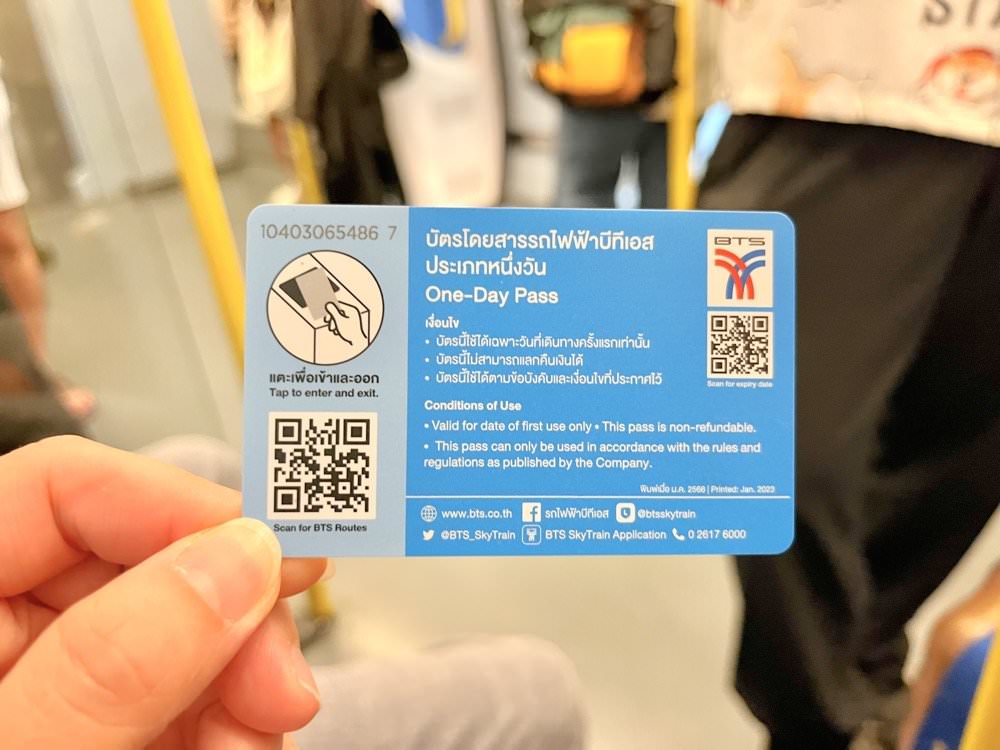 STA
10403065486 7
แตะเพื่อเข้าและออก
Tap to enter and exit.
Scan for BTS Routes
บัตรโดยสารรถไฟฟ้าบีทีเอส
ประเภทหนึ่งวัน
One-Day Pass
เงื่อนไข
• บัตรนี้ใช้ได้เฉพาะวันที่เดินทางครั้งแรกเท่านั้น
• บัตรนี้ไม่สามารถแลกคืนเงินได้
• บัตรนี้ใช้ได้ตามข้อบังคับและเงื่อนไขที่ประกาศไว้
Conditions of Use
• Valid for date of first use only • This pass is non-refundable.
• This pass can only be used in accordance with the rules and
regulations as published by the Company.
พิมพ์เมื่อ ม.ค. 2566 | Printed: Jan. 2023
www.bts.co.th รถไฟฟ้าบีทีเอส @btsskytrain
@BTS_SkyTrain BTS SkyTrain Application 0 2617 6000
BTS
Scan for expiry date